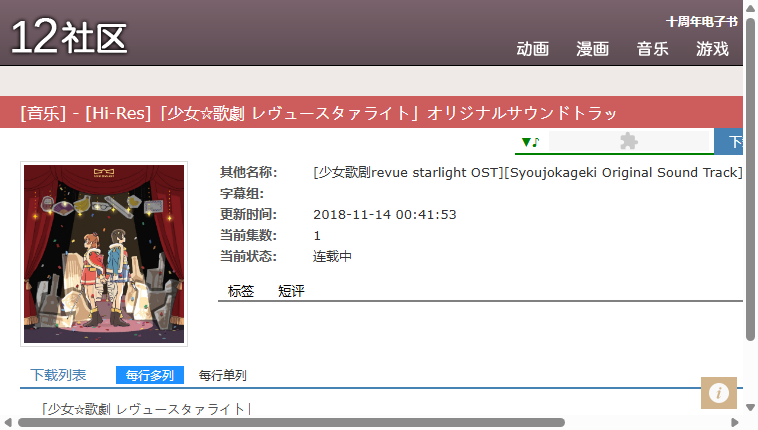 12社区
十周年电子书
动画 漫画 音乐 游戏
[音乐] - [Hi-Res]「少女☆歌劇 レヴュースタァライト」オリジナルサウンドトラッ
▼♪
其他名称: [少女歌剧revue starlight OST][Syoujokageki Original Sound Track]
字幕组:
更新时间: 2018-11-14 00:41:53
当前集数: 1
当前状态: 连载中
标签 短评
下载列表 每行多列 每行单列
「少女☆歌劇 レヴュースタァライト」